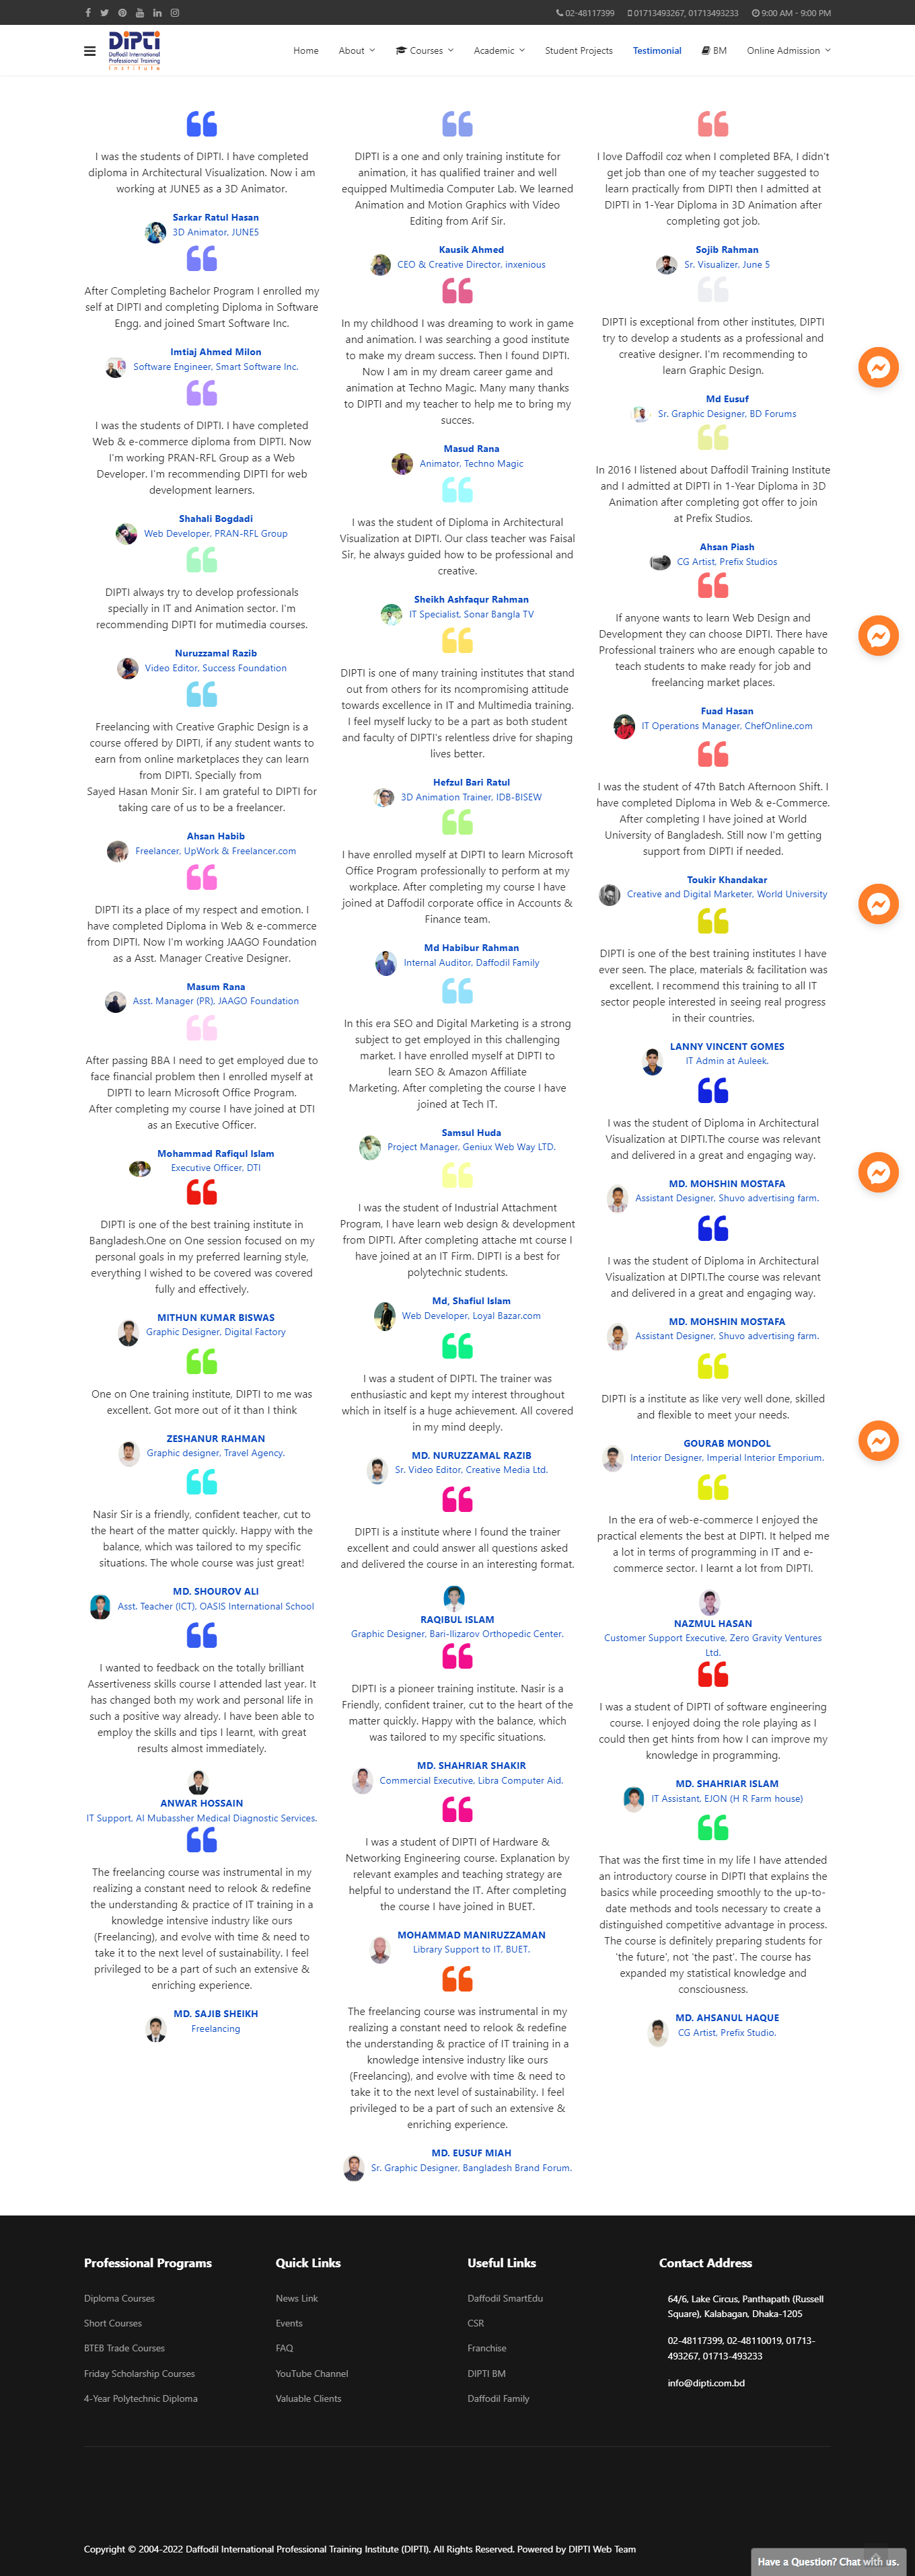 02-48117399 01713493267, 01713493233 9:00 AM - 9:00 PM
DIPTI
Daffodil International
Professional Training
Institute
Home About Courses Academic Student Projects Testimonial BM Online Admission
I was the students of DIPTI. I have completed
diploma in Architectural Visualization. Now i am
working at JUNE5 as a 3D Animator.
Sarkar Ratul Hasan
3D Animator, JUNE5
After Completing Bachelor Program I enrolled my
self at DIPTI and completing Diploma in Software
Engg. and joined Smart Software Inc.
Imtiaj Ahmed Milon
Software Engineer, Smart Software Inc.
I was the students of DIPTI. I have completed
Web & e-commerce diploma from DIPTI. Now
I'm working PRAN-RFL Group as a Web
Developer. I'm recommending DIPTI for web
development learners.
Shahali Bogdadi
Web Developer, PRAN-RFL Group
DIPTI always try to develop professionals
specially in IT and Animation sector. I'm
recommending DIPTI for mutimedia courses.
Nuruzzamal Razib
Video Editor, Success Foundation
Freelancing with Creative Graphic Design is a
course offered by DIPTI, if any student wants to
earn from online marketplaces they can learn
from DIPTI. Specially from
Sayed Hasan Monir Sir. I am grateful to DIPTI for
taking care of us to be a freelancer.
Ahsan Habib
Freelancer, UpWork & Freelancer.com
DIPTI its a place of my respect and emotion. I
have completed Diploma in Web & e-commerce
from DIPTI. Now I'm working JAAGO Foundation
as a Asst. Manager Creative Designer.
Masum Rana
Asst. Manager (PR), JAAGO Foundation
After passing BBA I need to get employed due to
face financial problem then I enrolled myself at
DIPTI to learn Microsoft Office Program.
After completing my course I have joined at DTI
as an Executive Officer.
Mohammad Rafiqul Islam
Executive Officer, DTI
DIPTI is one of the best training institute in
Bangladesh.One on One session focused on my
personal goals in my preferred learning style,
everything I wished to be covered was covered
fully and effectively.
MITHUN KUMAR BISWAS
Graphic Designer, Digital Factory
One on One training institute, DIPTI to me was
excellent. Got more out of it than I think
ZESHANUR RAHMAN
Graphic designer, Travel Agency.
Nasir Sir is a friendly, confident teacher, cut to
the heart of the matter quickly. Happy with the
balance, which was tailored to my specific
situations. The whole course was just great!
MD. SHOUROV ALI
Asst. Teacher (ICT), OASIS International School
I wanted to feedback on the totally brilliant
Assertiveness skills course I attended last year. It
has changed both my work and personal life in
such a positive way already. I have been able to
employ the skills and tips I learnt, with great
results almost immediately.
ANWAR HOSSAIN
IT Support, Al Mubassher Medical Diagnostic Services.
The freelancing course was instrumental in my
realizing a constant need to relook & redefine
the understanding & practice of IT training in a
knowledge intensive industry like ours
(Freelancing), and evolve with time & need to
take it to the next level of sustainability. I feel
privileged to be a part of such an extensive &
enriching experience.
MD. SAJIB SHEIKH
Freelancing
DIPTI is a one and only training institute for
animation, it has qualified trainer and well
equipped Multimedia Computer Lab. We learned
Animation and Motion Graphics with Video
Editing from Arif Sir.
Kausik Ahmed
CEO & Creative Director, inxenious
In my childhood I was dreaming to work in game
and animation. I was searching a good institute
to make my dream success. Then I found DIPTI.
Now I am in my dream career game and
animation at Techno Magic. Many many thanks
to DIPTI and my teacher to help me to bring my
succes.
Masud Rana
Animator, Techno Magic
I was the student of Diploma in Architectural
Visualization at DIPTI. Our class teacher was Faisal
Sir, he always guided how to be professional and
creative.
Sheikh Ashfaqur Rahman
IT Specialist, Sonar Bangla TV
DIPTI is one of many training institutes that stand
out from others for its ncompromising attitude
towards excellence in IT and Multimedia training.
I feel myself lucky to be a part as both student
and faculty of DIPTI's relentless drive for shaping
lives better.
Hefzul Bari Ratul
3D Animation Trainer, IDB-BISEW
I have enrolled myself at DIPTI to learn Microsoft
Office Program professionally to perform at my
workplace. After completing my course I have
joined at Daffodil corporate office in Accounts &
Finance team.
Md Habibur Rahman
Internal Auditor, Daffodil Family
In this era SEO and Digital Marketing is a strong
subject to get employed in this challenging
market. I have enrolled myself at DIPTI to
learn SEO & Amazon Affiliate
Marketing. After completing the course I have
joined at Tech IT.
Samsul Huda
Project Manager, Geniux Web Way LTD.
I was the student of Industrial Attachment
Program, I have learn web design & development
from DIPTI. After completing attache mt course I
have joined at an IT Firm. DIPTI is a best for
polytechnic students.
Md, Shafiul Islam
Web Developer, Loyal Bazar.com
I was a student of DIPTI. The trainer was
enthusiastic and kept my interest throughout
which in itself is a huge achievement. All covered
in my mind deeply.
MD. NURUZZAMAL RAZIB
Sr. Video Editor, Creative Media Ltd.
DIPTI is a institute where I found the trainer
excellent and could answer all questions asked
and delivered the course in an interesting format.
RAQIBUL ISLAM
Graphic Designer, Bari-Ilizarov Orthopedic Center.
DIPTI is a pioneer training institute. Nasir is a
Friendly, confident trainer, cut to the heart of the
matter quickly. Happy with the balance, which
was tailored to my specific situations.
MD. SHAHRIAR SHAKIR
Commercial Executive, Libra Computer Aid.
I was a student of DIPTI of Hardware &
Networking Engineering course. Explanation by
relevant examples and teaching strategy are
helpful to understand the IT. After completing
the course I have joined in BUET.
MOHAMMAD MANIRUZZAMAN
Library Support to IT, BUET.
The freelancing course was instrumental in my
realizing a constant need to relook & redefine
the understanding & practice of IT training in a
knowledge intensive industry like ours
(Freelancing), and evolve with time & need to
take it to the next level of sustainability. I feel
privileged to be a part of such an extensive &
enriching experience.
MD. EUSUF MIAH
Sr. Graphic Designer, Bangladesh Brand Forum.
I love Daffodil coz when I completed BFA, I didn't
get job than one of my teacher suggested to
learn practically from DIPTI then I admitted at
DIPTI in 1-Year Diploma in 3D Animation after
completing got job.
Sojib Rahman
Sr. Visualizer, June 5
DIPTI is exceptional from other institutes, DIPTI
try to develop a students as a professional and
creative designer. I'm recommending to
learn Graphic Design.
Md Eusuf
Sr. Graphic Designer, BD Forums
In 2016 I listened about Daffodil Training Institute
and I admitted at DIPTI in 1-Year Diploma in 3D
Animation after completing got offer to join
at Prefix Studios.
Ahsan Piash
CG Artist, Prefix Studios
If anyone wants to learn Web Design and
Development they can choose DIPTI. There have
Professional trainers who are enough capable to
teach students to make ready for job and
freelancing market places.
Fuad Hasan
IT Operations Manager, ChefOnline.com
I was the student of 47th Batch Afternoon Shift. I
have completed Diploma in Web & e-Commerce.
After completing I have joined at World
University of Bangladesh. Still now I'm getting
support from DIPTI if needed.
Toukir Khandakar
Creative and Digital Marketer, World University
DIPTI is one of the best training institutes I have
ever seen. The place, materials & facilitation was
excellent. I recommend this training to all IT
sector people interested in seeing real progress
in their countries.
LANNY VINCENT GOMES
IT Admin at Auleek.
I was the student of Diploma in Architectural
Visualization at DIPTI.The course was relevant
and delivered in a great and engaging way.
MD. MOHSHIN MOSTAFA
Assistant Designer, Shuvo advertising farm.
I was the student of Diploma in Architectural
Visualization at DIPTI.The course was relevant
and delivered in a great and engaging way.
MD. MOHSHIN MOSTAFA
Assistant Designer, Shuvo advertising farm.
DIPTI is a institute as like very well done, skilled
and flexible to meet your needs.
GOURAB MONDOL
Interior Designer, Imperial Interior Emporium.
In the era of web-e-commerce I enjoyed the
practical elements the best at DIPTI. It helped me
a lot in terms of programming in IT and e-
commerce sector. I learnt a lot from DIPTI.
NAZMUL HASAN
Customer Support Executive, Zero Gravity Ventures
Ltd.
I was a student of DIPTI of software engineering
course. I enjoyed doing the role playing as I
could then get hints from how I can improve my
knowledge in programming.
MD. SHAHRIAR ISLAM
IT Assistant, EJON (H R Farm house)
That was the first time in my life I have attended
an introductory course in DIPTI that explains the
basics while proceeding smoothly to the up-to-
date methods and tools necessary to create a
distinguished competitive advantage in process.
The course is definitely preparing students for
'the future', not 'the past'. The course has
expanded my statistical knowledge and
consciousness.
MD. AHSANUL HAQUE
CG Artist, Prefix Studio.
Professional Programs
Diploma Courses
Short Courses
BTEB Trade Courses
Friday Scholarship Courses
4-Year Polytechnic Diploma
Quick Links
News Link
Events
FAQ
YouTube Channel
Valuable Clients
Useful Links
Daffodil SmartEdu
CSR
Franchise
DIPTI BM
Daffodil Family
Contact Address
64/6, Lake Circus, Panthapath (Russell
Square), Kalabagan, Dhaka-1205
02-48117399, 02-48110019, 01713-
493267, 01713-493233
info@dipti.com.bd
Copyright © 2004-2022 Daffodil International Professional Training Institute (DIPTI). All Rights Reserved. Powered by DIPTI Web Team
Have a Question? Chat with us.